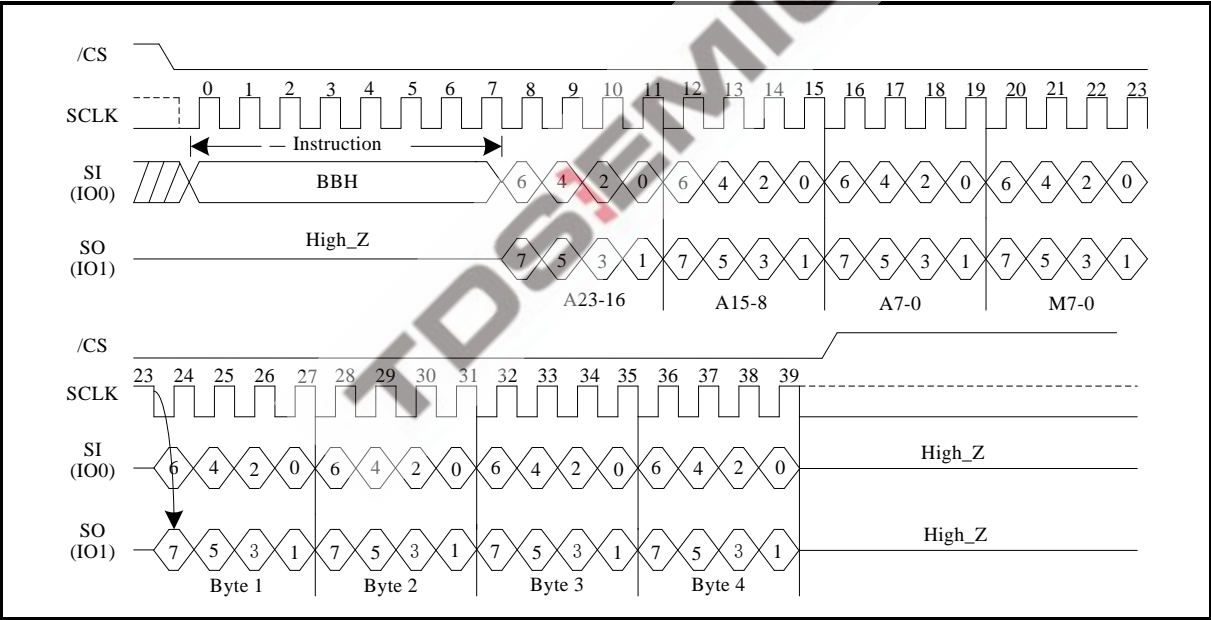 /CS
0 1 2 3 4 5 6 7 8 9 10 11 12 13 14 15 16 17 18 19 20 21 22 23
SCLK
Instruction
SI
(IO0)
BBH
6 4 2 0 6 4 2 0 6 4 2 0 6 4 2 0
High_Z
SO
(IO1)
7 5 3 1 7 5 3 1 7 5 3 1 7 5 3 1
A23-16 A15-8 A7-0 M7-0
/CS
23 24 25 26 27 28 29 30 31 32 33 34 35 36 37 38 39
SCLK
SI
(IO0)
6 4 2 0 6 4 2 0 6 4 2 0 6 4 2 0
High_Z
SO
(IO1)
7 5 3 1 7 5 3 1 7 5 3 1 7 5 3 1
High_Z
Byte 1 Byte 2 Byte 3 Byte 4